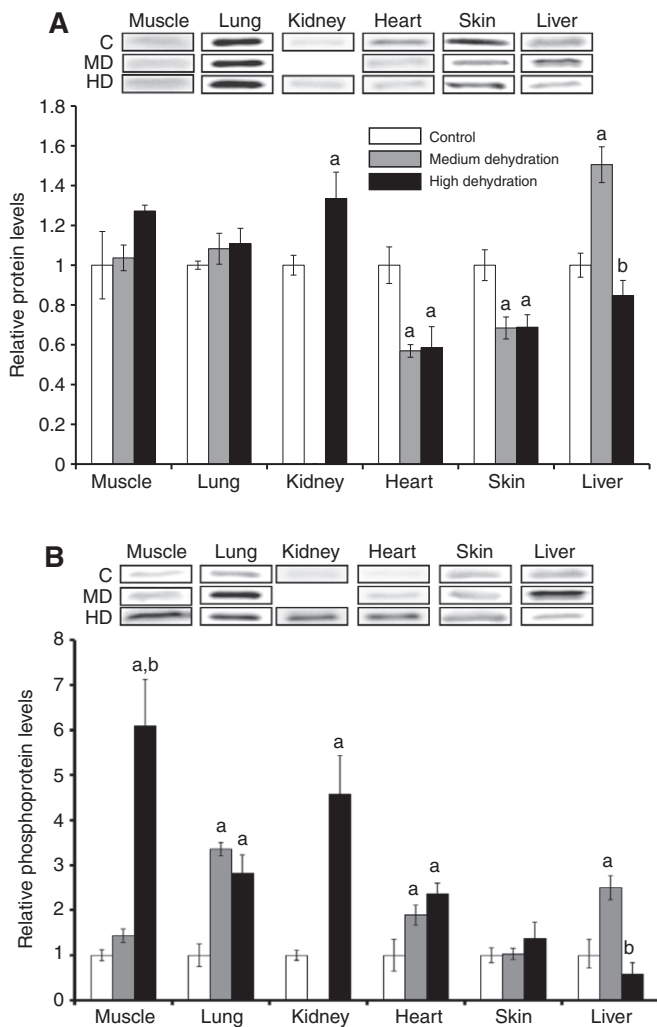 A
Muscle Lung Kidney Heart Skin Liver
C
MD
HD
1.8
1.6
1.4
1.2
1
0.8
0.6
0.4
0.2
0
Relative protein levels
Control
Medium dehydration
High dehydration
a
a a
a a
a
b
Muscle Lung Kidney Heart Skin Liver
B
Muscle Lung Kidney Heart Skin Liver
C
MD
HD
8
7
6
5
4
3
2
1
0
Relative phosphoprotein levels
a,b
a a
a
a a
a
b
Muscle Lung Kidney Heart Skin Liver